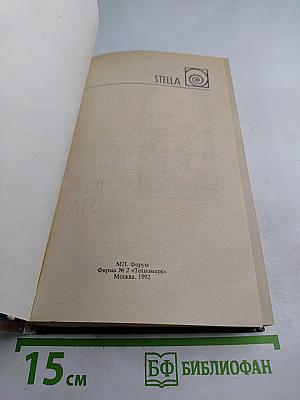 STELLA
МП. Форум
Фирма № 2 «Техномарк»
Москва. 1992
15 см
БФ БИБЛИОФАН